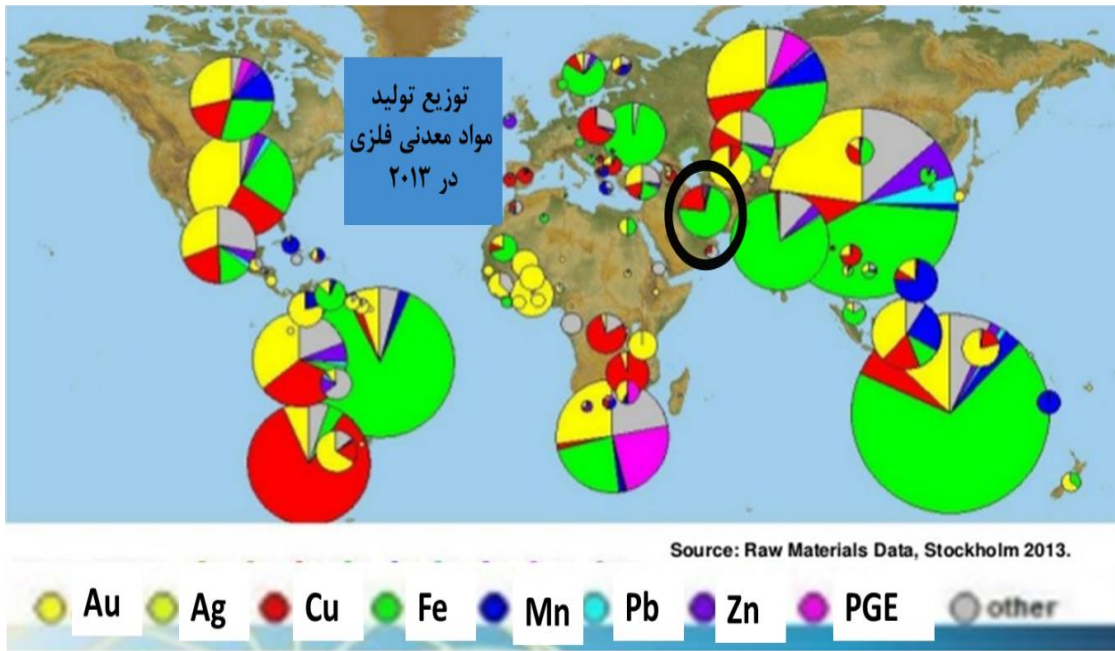 توزیع تولید
مواد معدنی فلزی
در ۲۰۱۳
Source: Raw Materials Data, Stockholm 2013.
Au Ag Cu Fe Mn Pb Zn PGE other